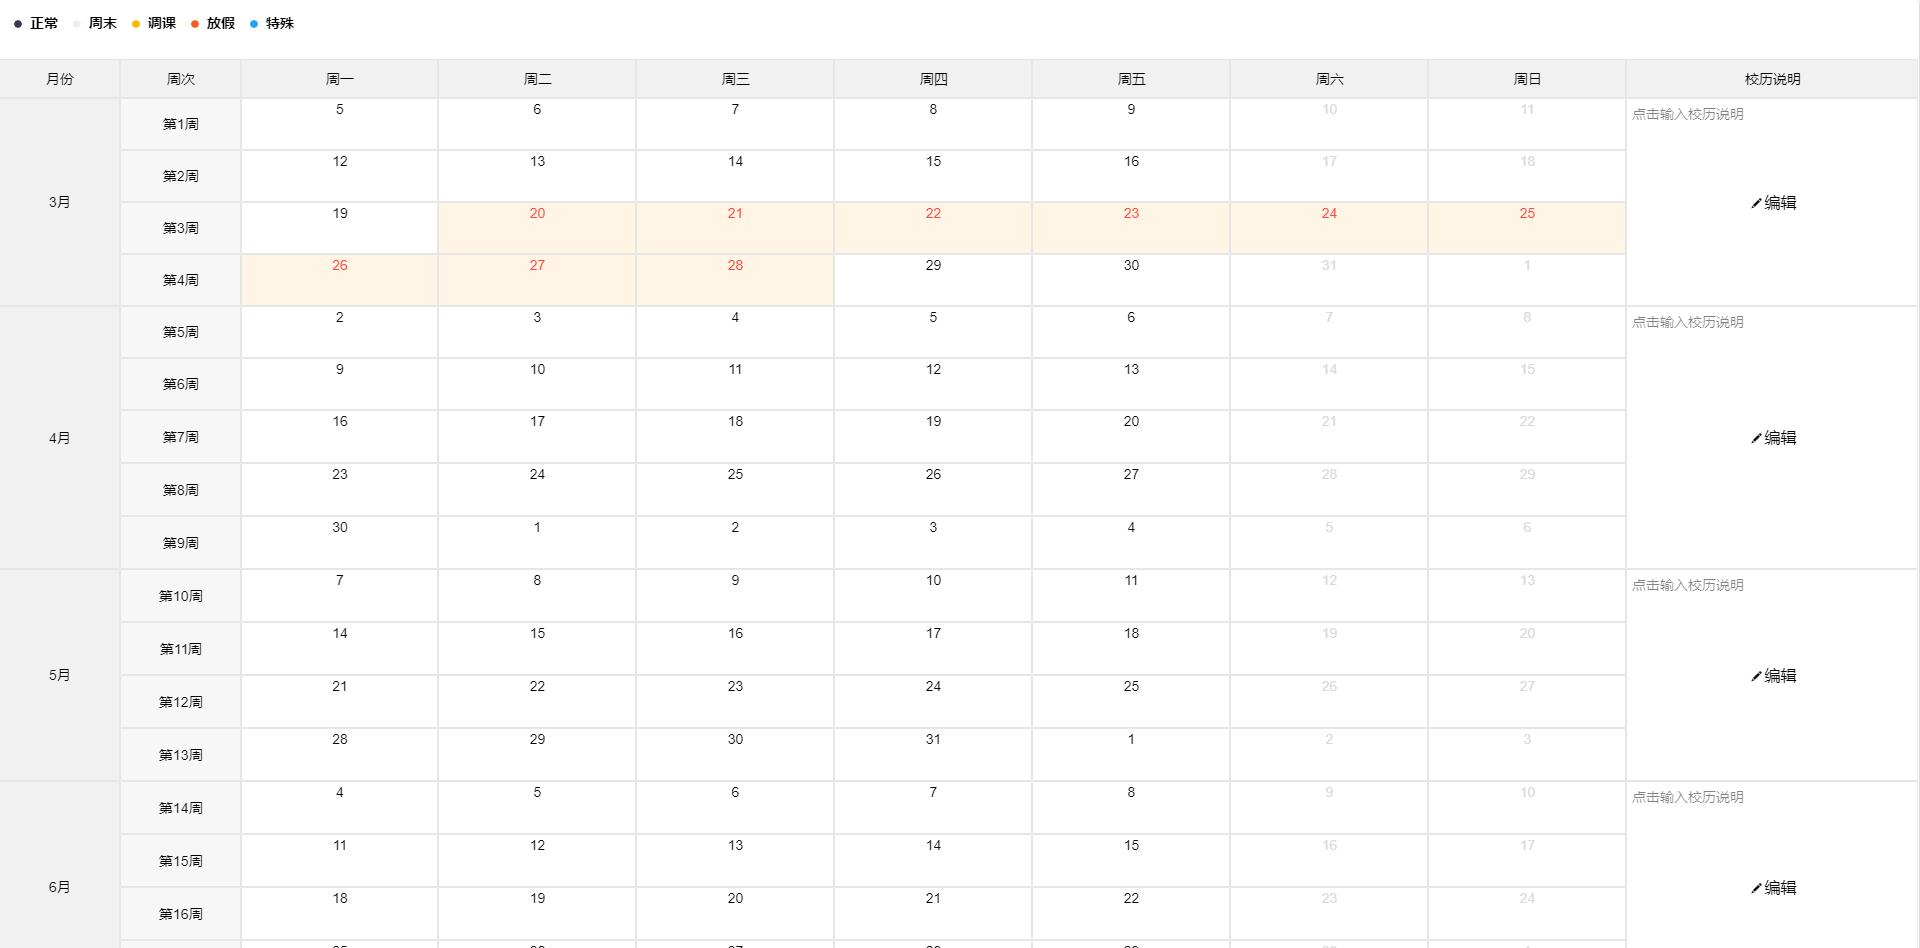 正常 周末 调课 放假 特殊
月份 周次 周一 周二 周三 周四 周五 周六 周日 校历说明
3月 第1周 5 6 7 8 9 10 11 点击输入校历说明
第2周 12 13 14 15 16 17 18
编辑
第3周 19 20 21 22 23 24 25
第4周 26 27 28 29 30 31 1
4月 第5周 2 3 4 5 6 7 8 点击输入校历说明
第6周 9 10 11 12 13 14 15
第7周 16 17 18 19 20 21 22 编辑
第8周 23 24 25 26 27 28 29
第9周 30 1 2 3 4 5 6
5月 第10周 7 8 9 10 11 12 13 点击输入校历说明
第11周 14 15 16 17 18 19 20
编辑
第12周 21 22 23 24 25 26 27
第13周 28 29 30 31 1 2 3
6月 第14周 4 5 6 7 8 9 10 点击输入校历说明
第15周 11 12 13 14 15 16 17
编辑
第16周 18 19 20 21 22 23 24